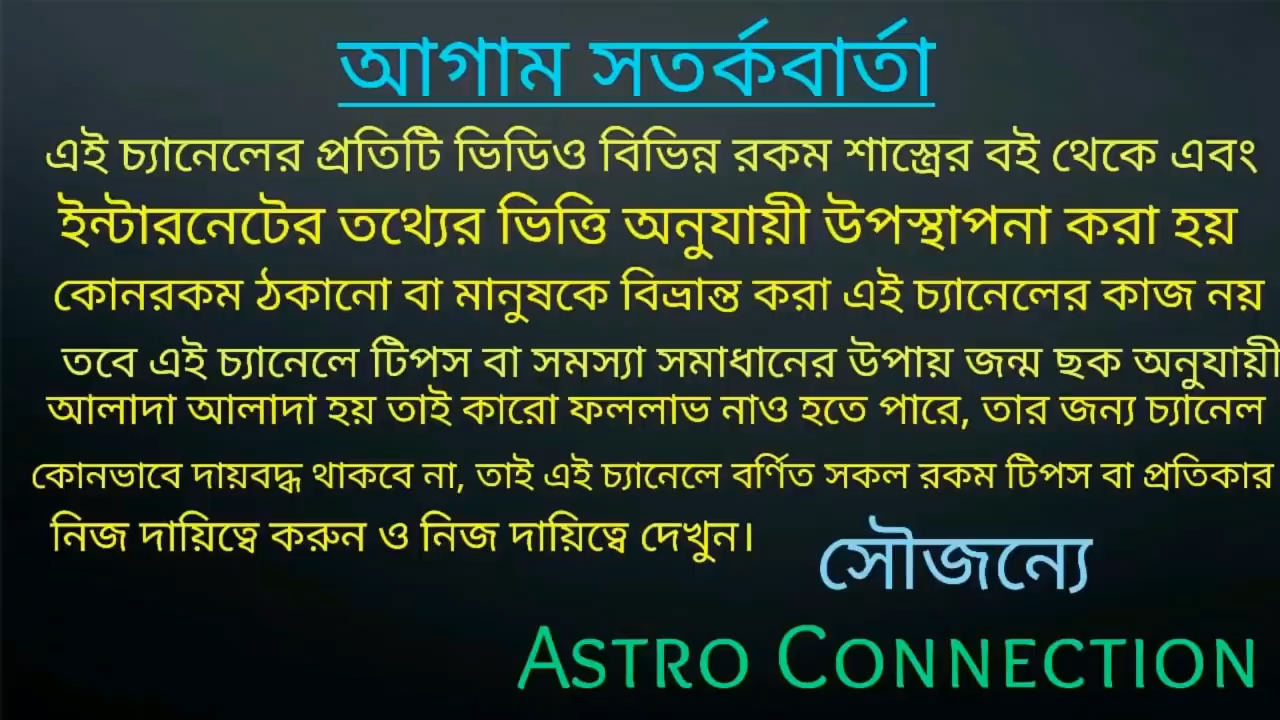 আগাম সতর্কবার্তা
এই চ্যানেলের প্রতিটি ভিডিও বিভিন্ন রকম শাস্ত্রের বই থেকে এবং
ইন্টারনেটের তথ্যের ভিত্তি অনুযায়ী উপস্থাপনা করা হয়
কোনরকম ঠকানো বা মানুষকে বিভ্রান্ত করা এই চ্যানেলের কাজ নয়
তবে এই চ্যানেলে টিপস বা সমস্যা সমাধানের উপায় জন্ম ছক অনুযায়ী
আলাদা আলাদা হয় তাই কারো ফললাভ নাও হতে পারে, তার জন্য চ্যানেল
কোনভাবে দায়বদ্ধ থাকবে না, তাই এই চ্যানেলে বর্ণিত সকল রকম টিপস বা প্রতিকার
নিজ দায়িত্বে করুন ও নিজ দায়িত্বে দেখুন।
সৌজন্যে
ASTRO CONNECTION